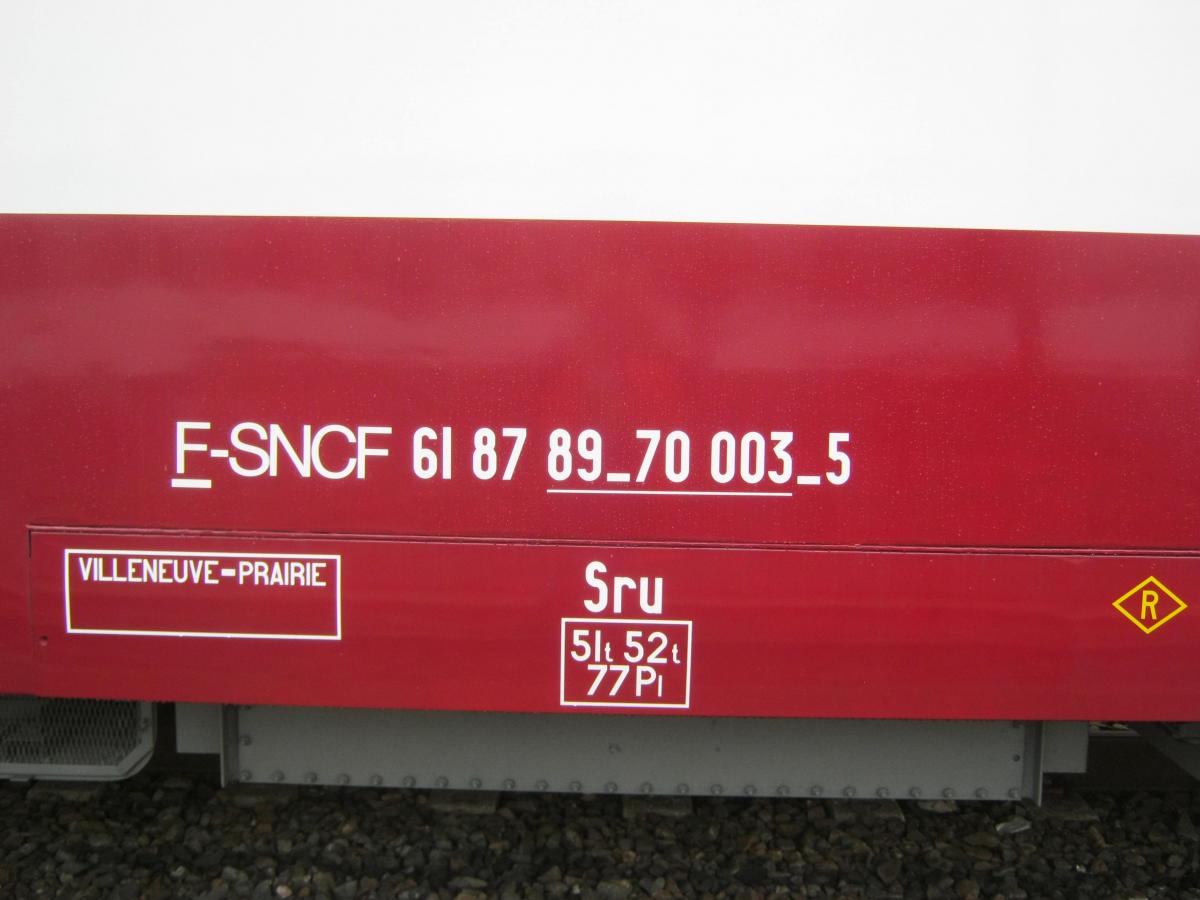 F-SNCF 61 87 89_70 003_5
VILLENEUVE-PRAIRIE
Sru
51t 52t
77Pl
R